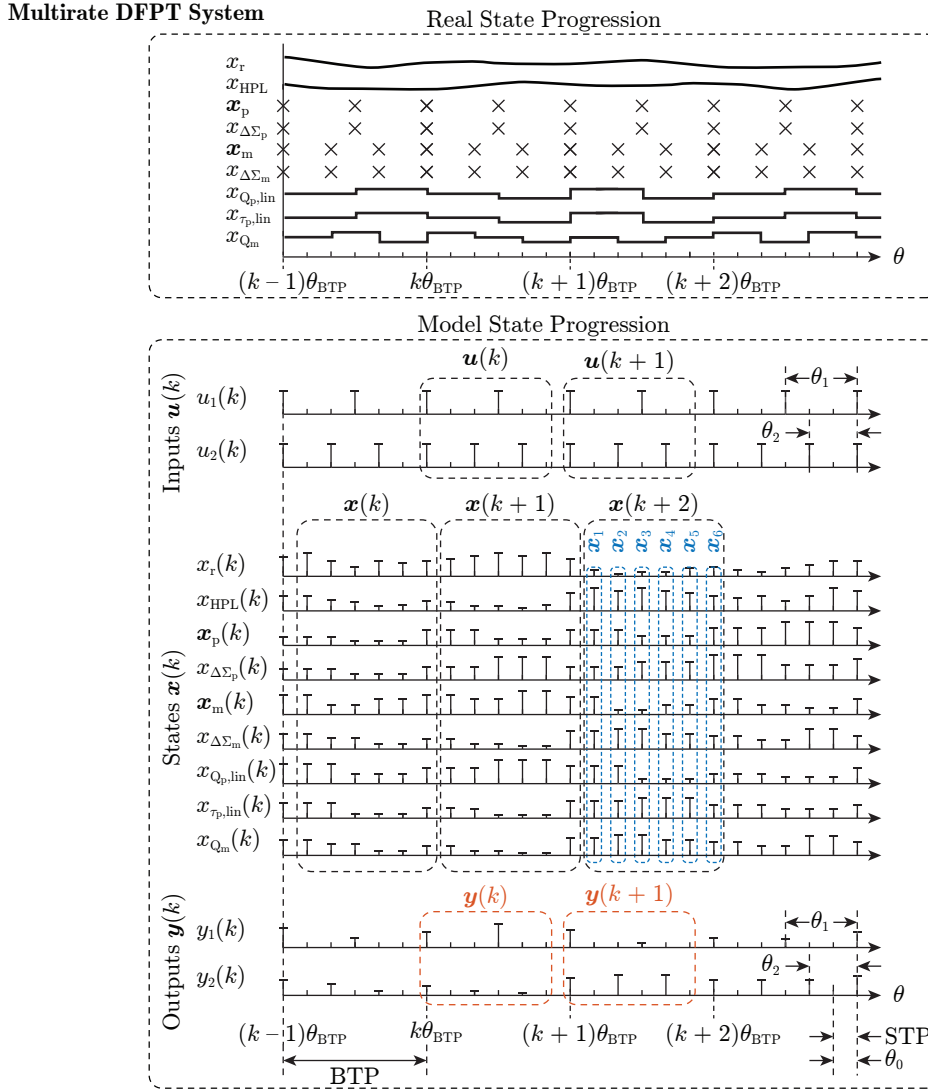 Multirate DFPT System
Real State Progression
x_r
x_HPL
x_p
x_ΔΣ_p
x_m
x_ΔΣ_m
x_Q_p,lin
x_τ_p,lin
x_Q_m
θ
(k − 1)θ_BTP kθ_BTP (k + 1)θ_BTP (k + 2)θ_BTP
Model State Progression
Inputs u(k)
u(k) u(k + 1)
u_1(k) θ_1
u_2(k) θ_2
States x(k)
x(k) x(k + 1) x(k + 2)
x_1 x_2 x_3 x_4 x_5 x_6
x_r(k)
x_HPL(k)
x_p(k)
x_ΔΣ_p(k)
x_m(k)
x_ΔΣ_m(k)
x_Q_p,lin(k)
x_τ_p,lin(k)
x_Q_m(k)
Outputs y(k)
y(k) y(k + 1)
y_1(k) θ_1
y_2(k) θ_2
θ
(k − 1)θ_BTP kθ_BTP (k + 1)θ_BTP (k + 2)θ_BTP STP
BTP θ_0